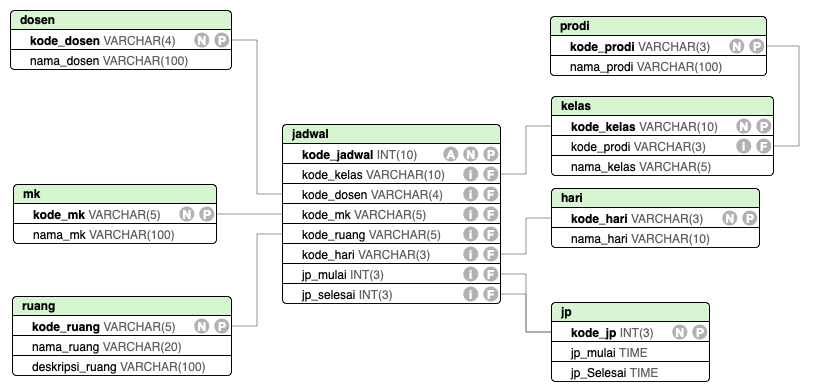 dosen
kode_dosen VARCHAR(4) N P
nama_dosen VARCHAR(100)
prodi
kode_prodi VARCHAR(3) N P
nama_prodi VARCHAR(100)
kelas
kode_kelas VARCHAR(10) N P
kode_prodi VARCHAR(3) i F
nama_kelas VARCHAR(5)
jadwal
kode_jadwal INT(10) A N P
kode_kelas VARCHAR(10) i F
kode_dosen VARCHAR(4) i F
kode_mk VARCHAR(5) i F
kode_ruang VARCHAR(5) i F
kode_hari VARCHAR(3) i F
jp_mulai INT(3) i F
jp_selesai INT(3) i F
mk
kode_mk VARCHAR(5) N P
nama_mk VARCHAR(100)
hari
kode_hari VARCHAR(3) N P
nama_hari VARCHAR(10)
ruang
kode_ruang VARCHAR(5) N P
nama_ruang VARCHAR(20)
deskripsi_ruang VARCHAR(100)
jp
kode_jp INT(3) N P
jp_mulai TIME
jp_Selesai TIME